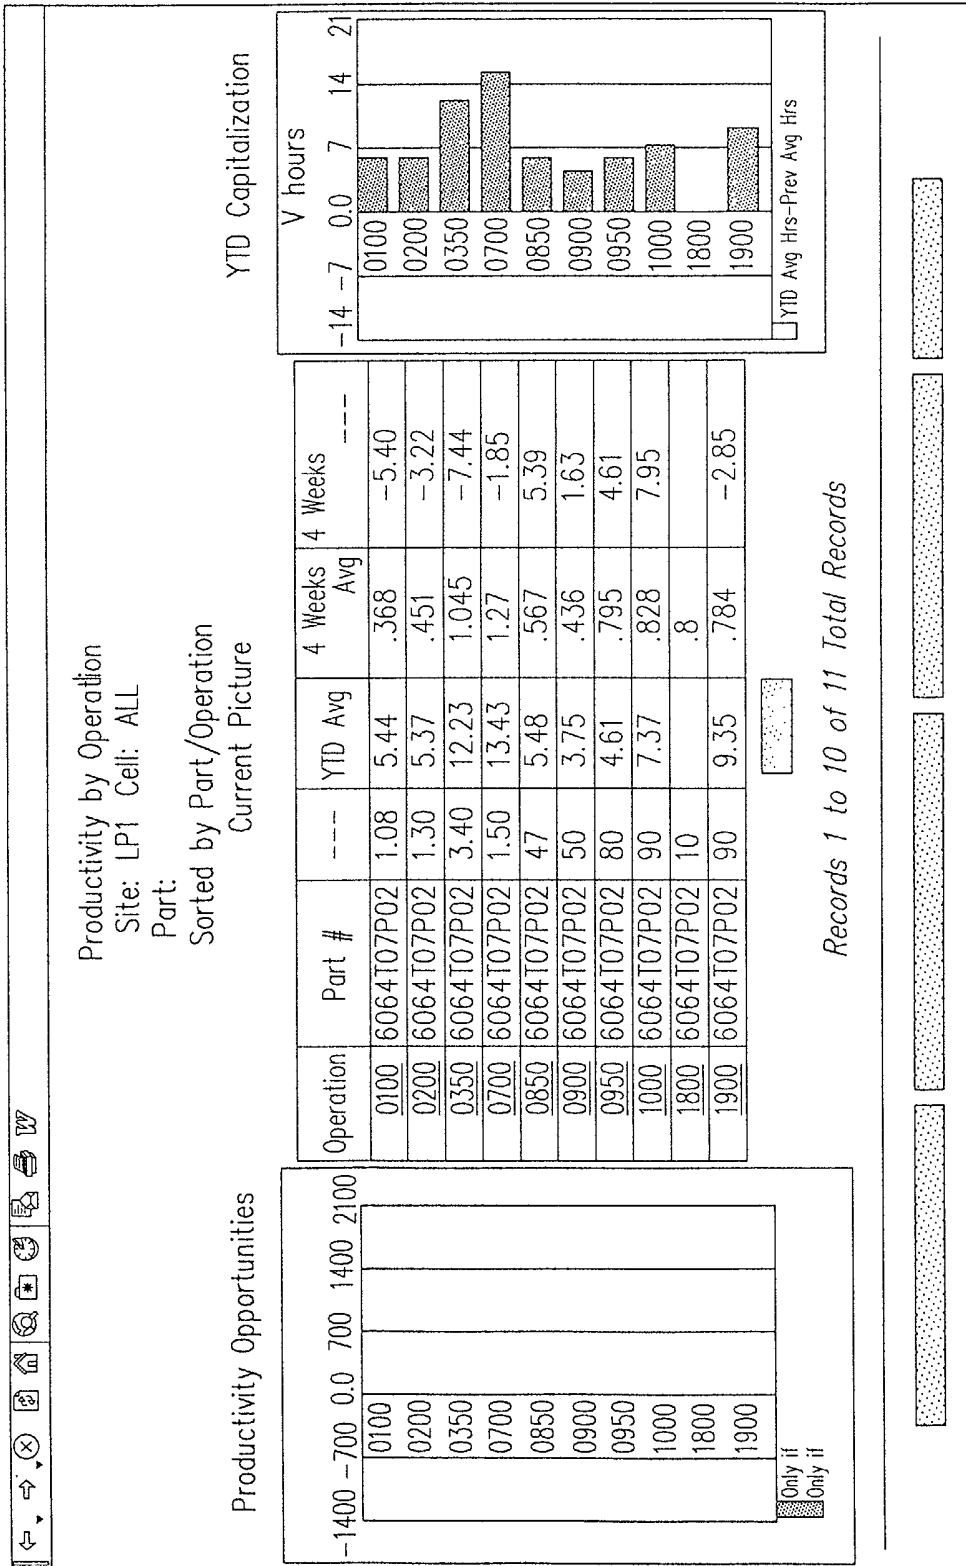 Productivity by Operation
Site: LP1 Cell: ALL
Part:
Sorted by Part/Operation
Current Picture
Productivity Opportunities
-1400 -700 0.0 700 1400 2100
0100
0200
0350
0700
0850
0900
0950
1000
1800
1900
Only if
Only if
Operation Part # --- YTD Avg 4 Weeks Avg 4 Weeks ---
0100 6064T07P02 1.08 5.44 .368 -5.40
0200 6064T07P02 1.30 5.37 .451 -3.22
0350 6064T07P02 3.40 12.23 1.045 -7.44
0700 6064T07P02 1.50 13.43 1.27 -1.85
0850 6064T07P02 47 5.48 .567 5.39
0900 6064T07P02 50 3.75 .436 1.63
0950 6064T07P02 80 4.61 .795 4.61
1000 6064T07P02 90 7.37 .828 7.95
1800 6064T07P02 10 .8
1900 6064T07P02 90 9.35 .784 -2.85
YTD Capitalization
V hours
-14 -7 0.0 7 14 21
0100
0200
0350
0700
0850
0900
0950
1000
1800
1900
YTD Avg Hrs-Prev Avg Hrs
Records 1 to 10 of 11 Total Records
W